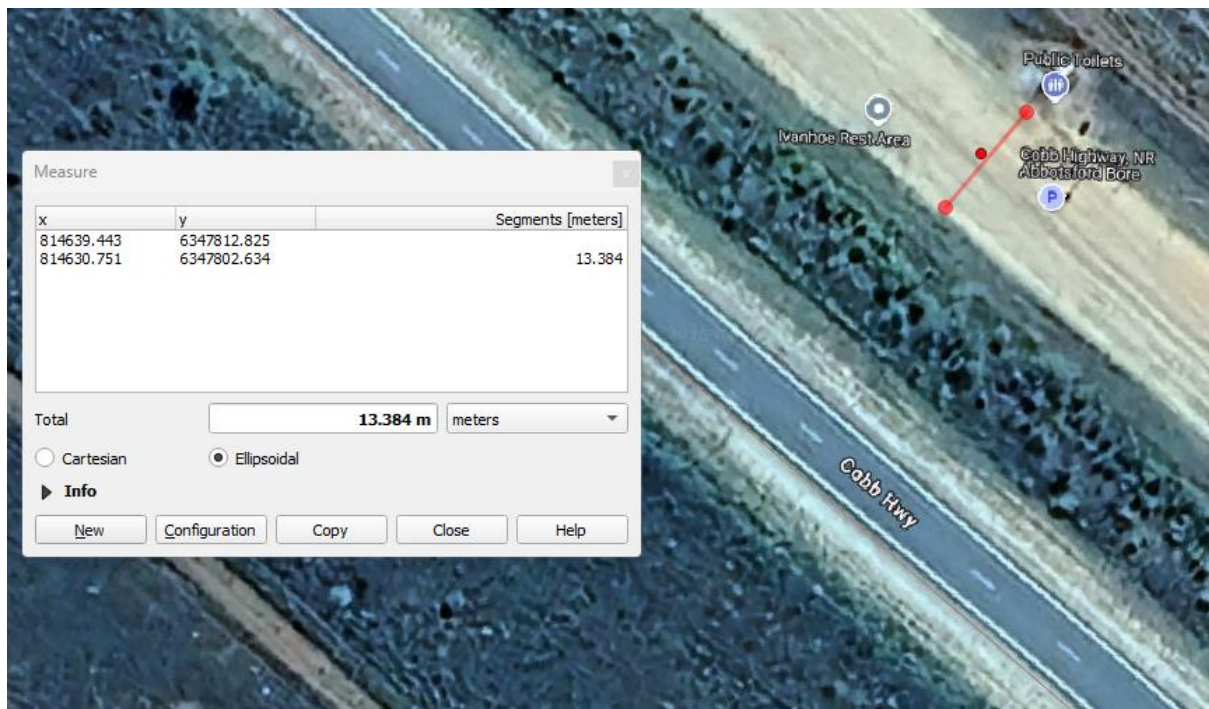 Public Toilets
Ivanhoe Rest Area
Cobb Highway, NR
Abbotsford Bore
P
Measure
x
x y Segments [meters]
814639.443 6347812.825
814630.751 6347802.634 13.384
Total 13.384 m meters
Cartesian Ellipsoidal
Info
New Configuration Copy Close Help
Cobb Hwy